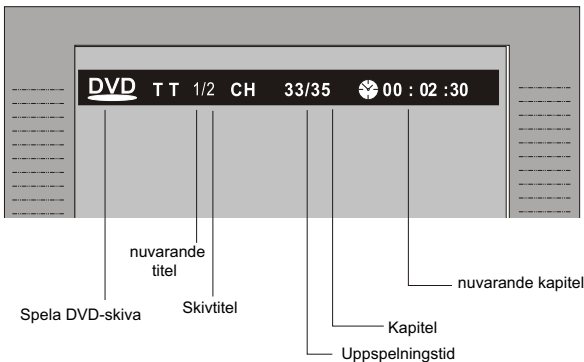 DVD TT 1/2 CH 33/35 00 : 02 :30
nuvarande
titel
nuvarande kapitel
Spela DVD-skiva
Skivtitel
Kapitel
Uppspelningstid